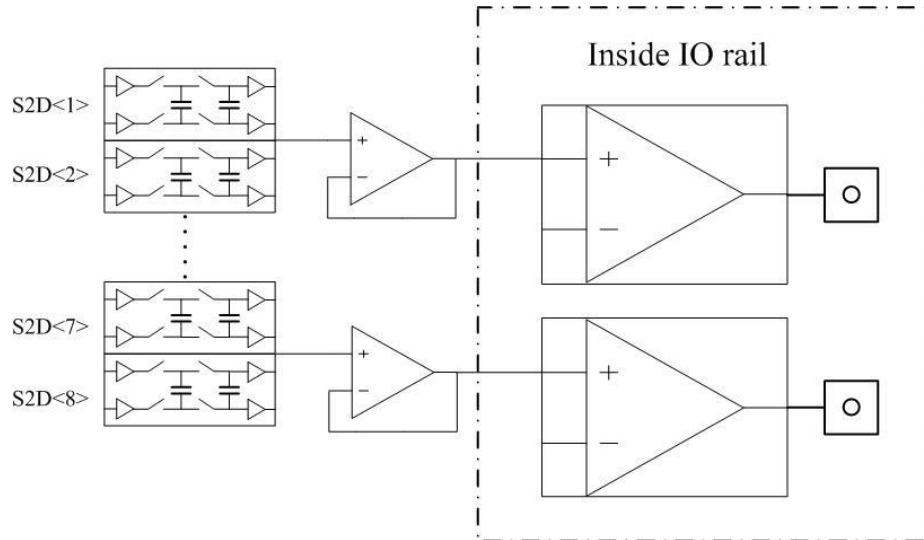 Inside IO rail
S2D<1>
S2D<2>
S2D<7>
S2D<8>
+
−
+
−
+
−
+
−